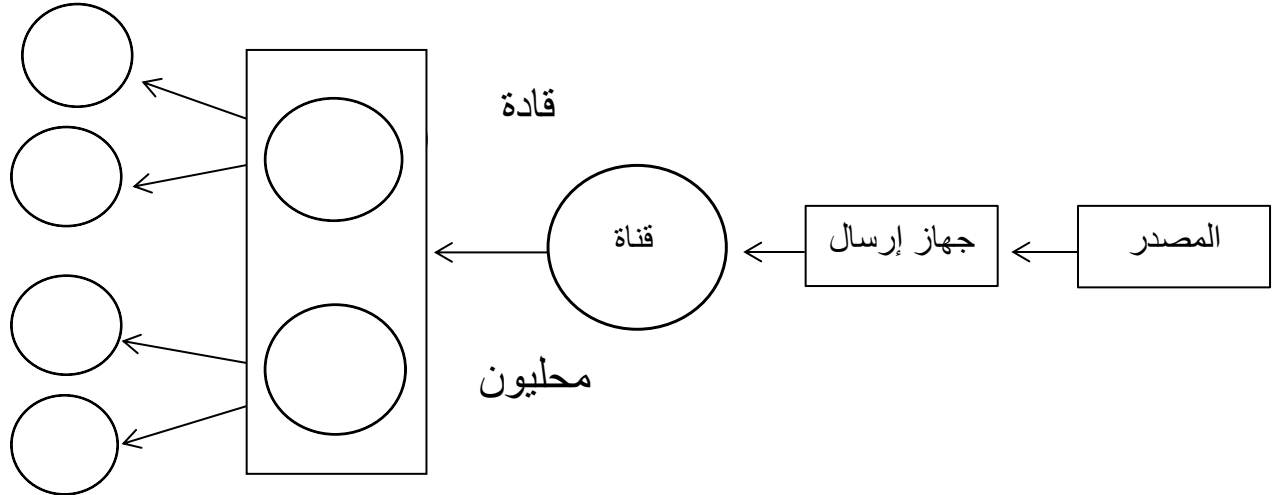 قادة
المصدر
جهاز إرسال
قناة
محليون